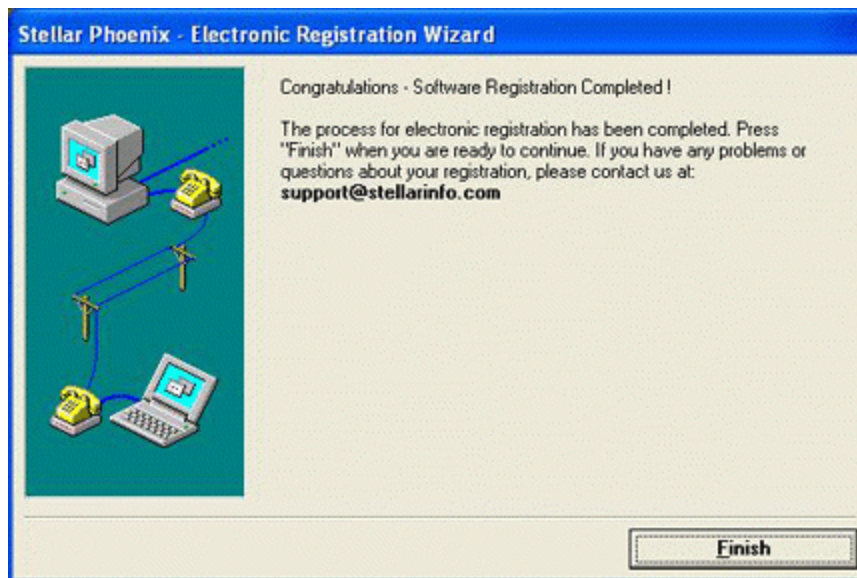 Stellar Phoenix - Electronic Registration Wizard
Congratulations - Software Registration Completed !
The process for electronic registration has been completed. Press
"Finish" when you are ready to continue. If you have any problems or
questions about your registration, please contact us at:
support@stellarinfo.com
Finish